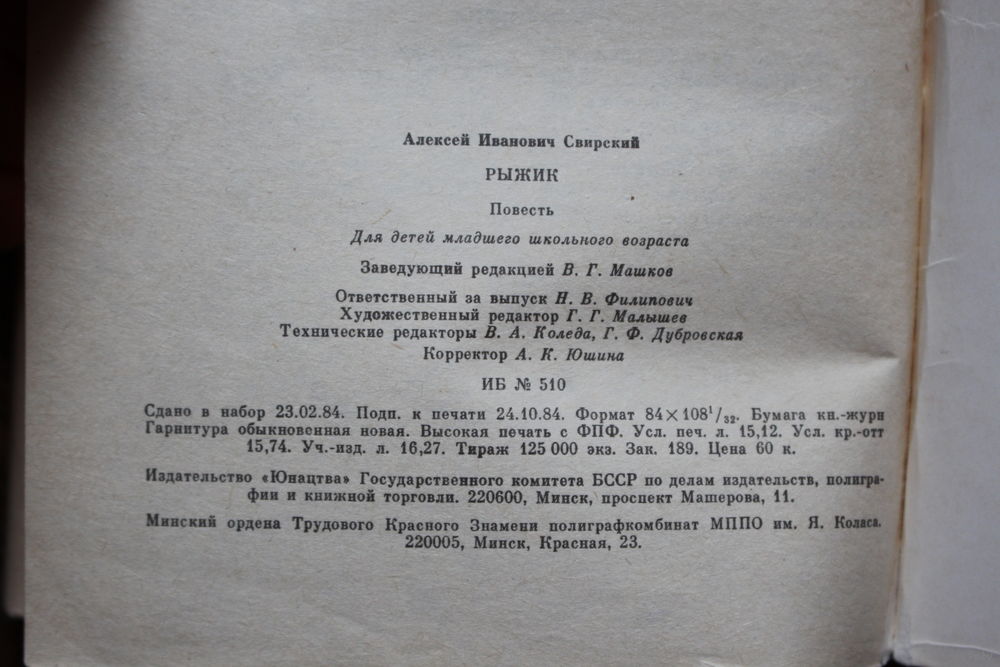 Алексей Иванович Свирский
РЫЖИК
Повесть
Для детей младшего школьного возраста
Заведующий редакцией В. Г. Машков
Ответственный за выпуск Н. В. Филипович
Художественный редактор Г. Г. Малышев
Технические редакторы В. А. Коледа, Г. Ф. Дубровская
Корректор А. К. Юшина
ИБ № 510
Сдано в набор 23.02.84. Подп. к печати 24.10.84. Формат 84×108¹/₃₂. Бумага кн.-журн
Гарнитура обыкновенная новая. Высокая печать с ФПФ. Усл. печ. л. 15,12. Усл. кр.-отт
15,74. Уч.-изд. л. 16,27. Тираж 125 000 экз. Зак. 189. Цена 60 к.
Издательство «Юнацтва» Государственного комитета БССР по делам издательств, полигра-
фии и книжной торговли. 220600, Минск, проспект Машерова, 11.
Минский ордена Трудового Красного Знамени полиграфкомбинат МППО им. Я. Коласа.
220005, Минск, Красная, 23.